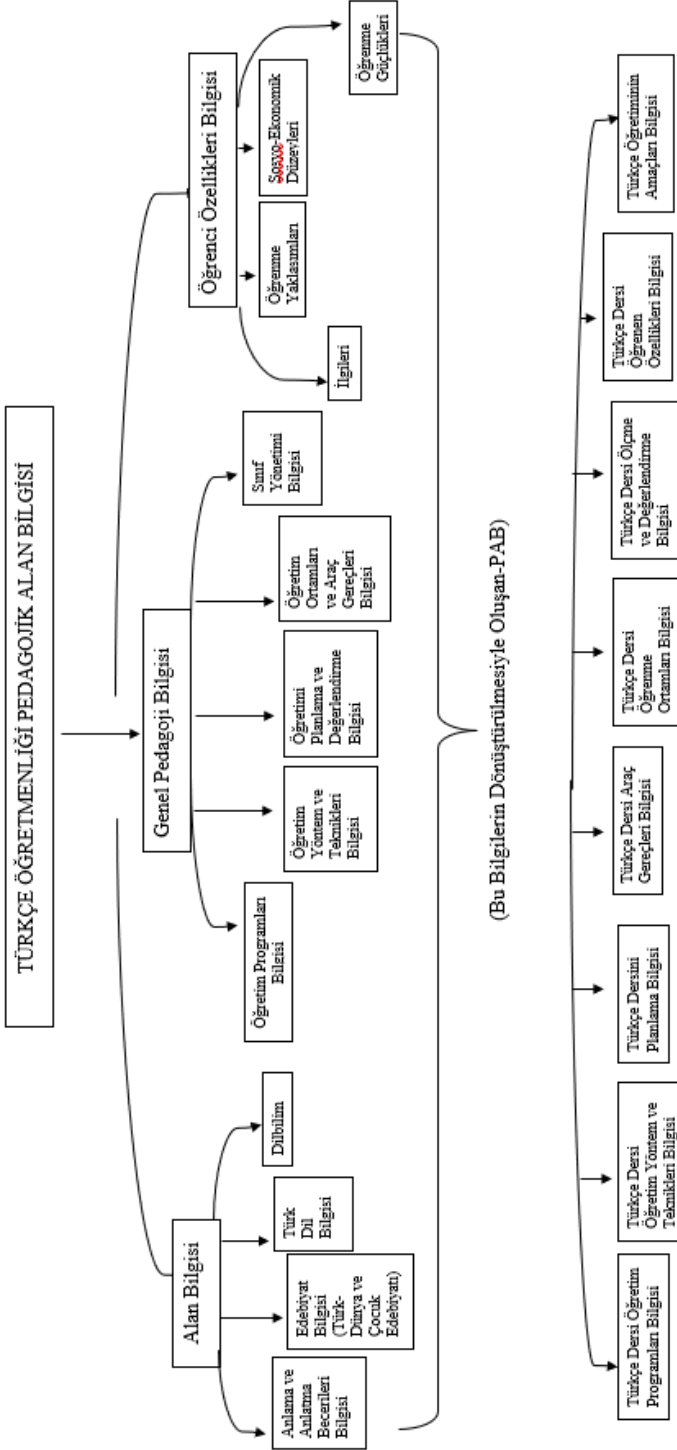 TÜRKÇE ÖĞRETMENLİĞİ PEDAGOJİK ALAN BİLGİSİ
Alan Bilgisi
Genel Pedagoji Bilgisi
Öğrenci Özellikleri Bilgisi
Anlama ve
Anlatma
Becerileri
Bilgisi
Edebiyat
Bilgisi
(Türk-
Dünya ve
Çocuk
Edebiyatı)
Türk
Dil
Bilgisi
Dilbilim
Öğretim Programları
Bilgisi
Öğretim
Yöntem ve
Teknikleri
Bilgisi
Öğretimi
Planlama ve
Değerlendirme
Bilgisi
Öğretim
Ortamları
ve Araç
Gereçleri
Bilgisi
Sınıf
Yönetimi
Bilgisi
İlgileri
Öğrenme
Yaklaşımları
Sosyo-Ekonomik
Düzeyleri
Öğrenme
Güçlükleri
(Bu Bilgilerin Dönüştürülmesiyle Oluşan-PAB)
Türkçe Dersi Öğretim
Programları Bilgisi
Türkçe Dersi
Öğretim Yöntem ve
Teknikleri Bilgisi
Türkçe Dersini
Planlama Bilgisi
Türkçe Dersi Araç
Gereçleri Bilgisi
Türkçe Dersi
Öğrenme
Ortamları Bilgisi
Türkçe Dersi Ölçme
ve Değerlendirme
Bilgisi
Türkçe Dersi
Öğrenen
Özellikleri Bilgisi
Türkçe Öğretiminin
Amaçları Bilgisi